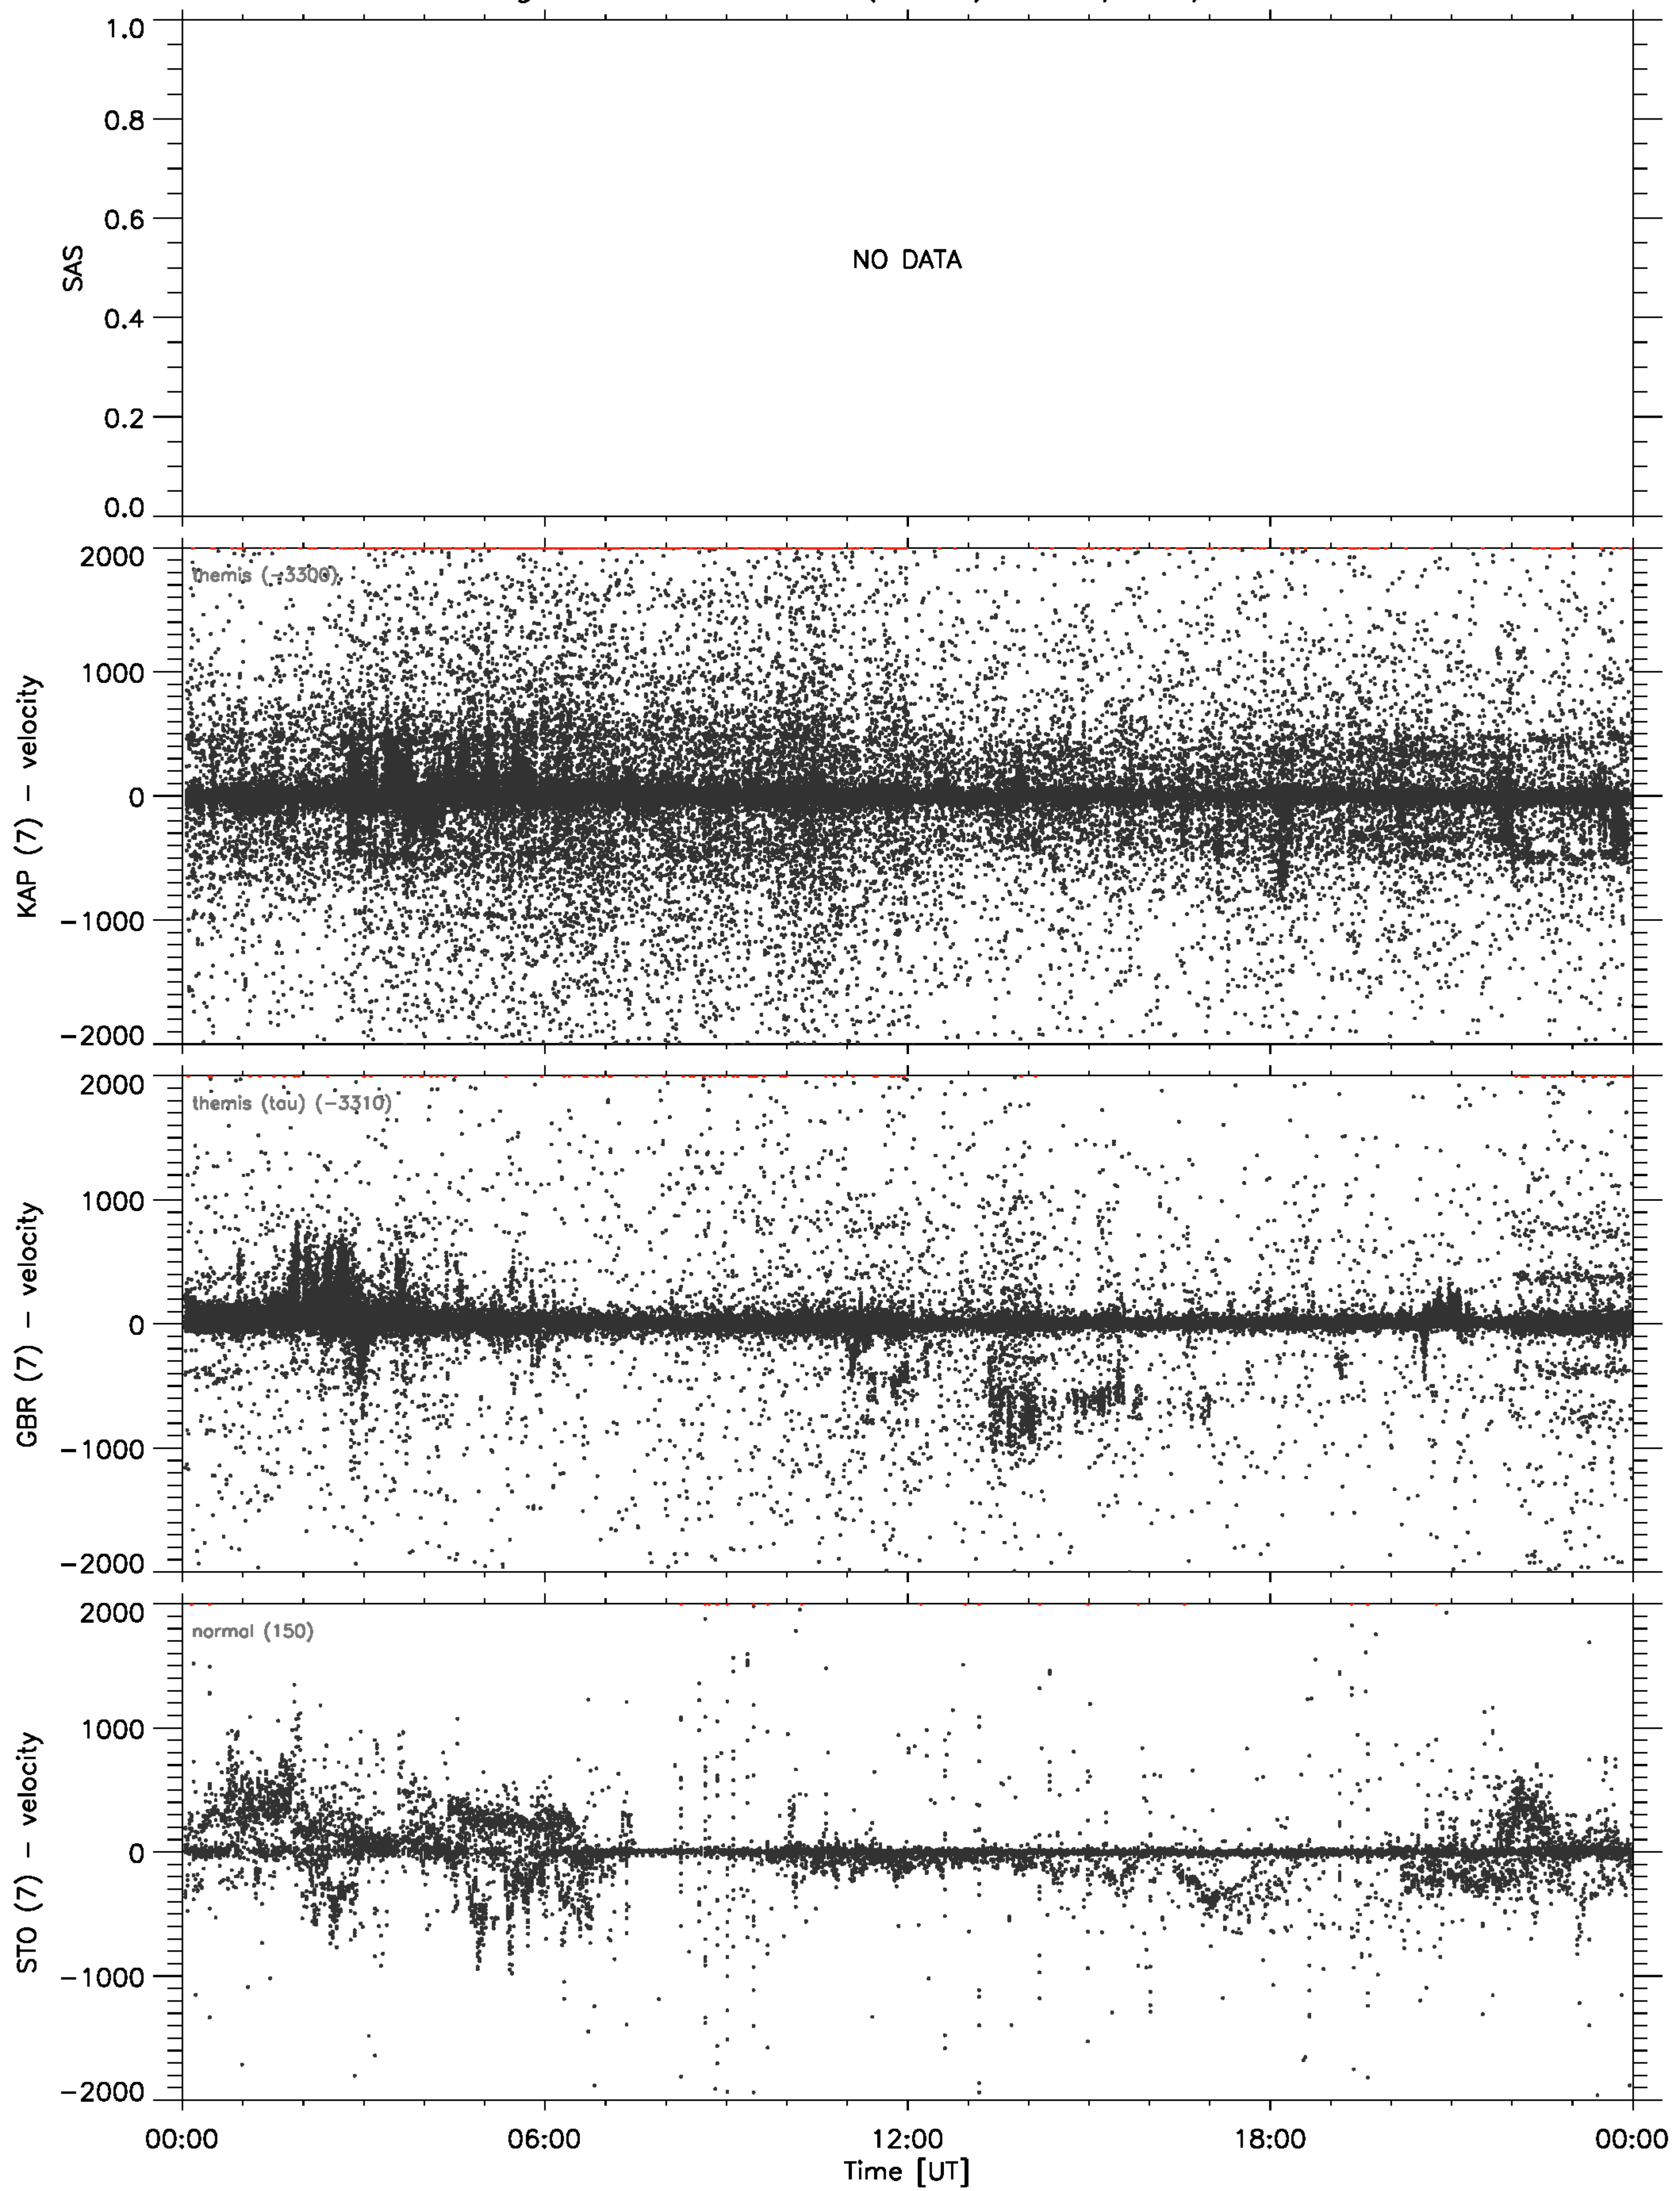 1.0
0.8
0.6
0.4
0.2
0.0
SAS
NO DATA
2000
1000
0
−1000
−2000
KAP (7) − velocity
themis (−3300)
2000
1000
0
−1000
−2000
GBR (7) − velocity
themis (tau) (−3310)
2000
1000
0
−1000
−2000
STO (7) − velocity
normal (150)
00:00 06:00 12:00 18:00 00:00
Time [UT]